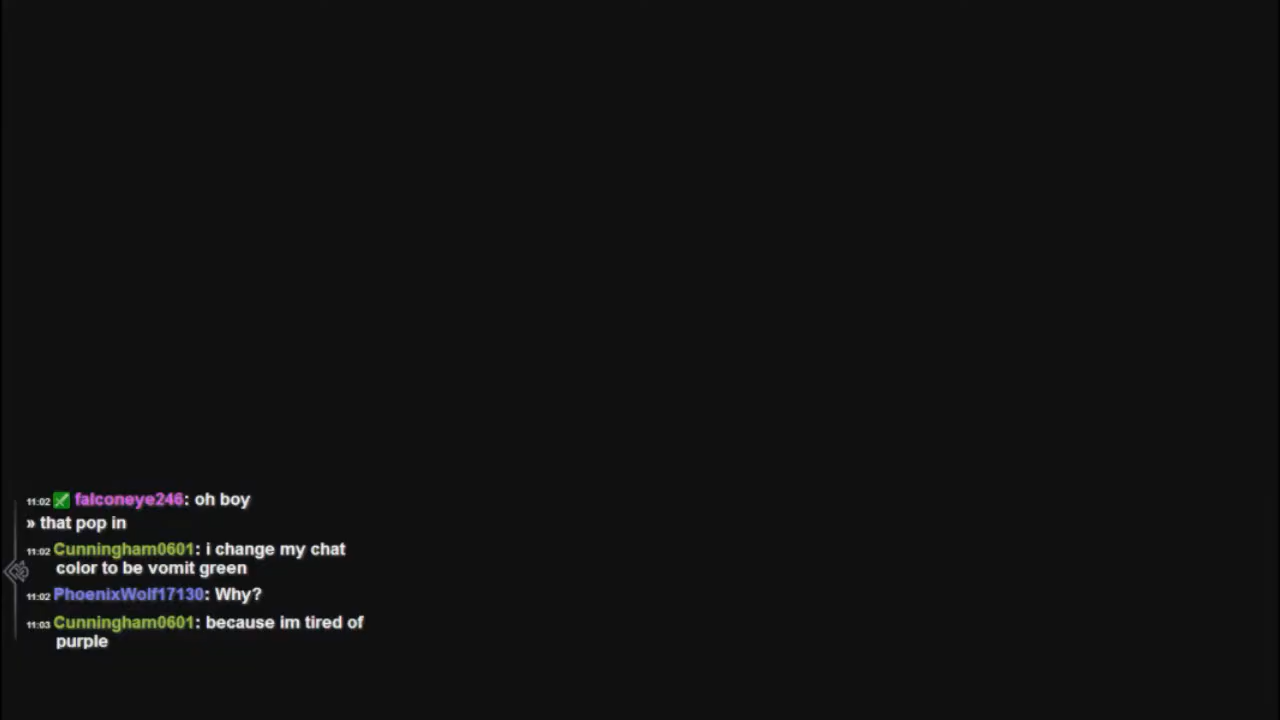 11:02 falconeye246: oh boy
» that pop in
11:02 Cunningham0601: i change my chat
color to be vomit green
11:02 PhoenixWolf17130: Why?
11:03 Cunningham0601: because im tired of
purple